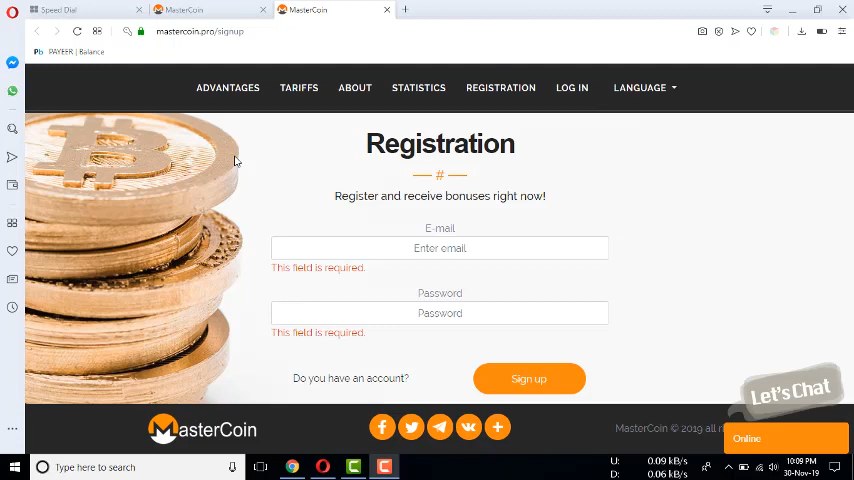 Speed Dial
MasterCoin
MasterCoin
mastercoin.pro/signup
Pb PAYEER | Balance
ADVANTAGES TARIFFS ABOUT STATISTICS REGISTRATION LOG IN LANGUAGE
Registration
#
Register and receive bonuses right now!
E-mail
Enter email
This field is required.
Password
Password
This field is required.
Do you have an account?
Sign up
Let's Chat
asterCoin
MasterCoin © 2019 all
Online
Type here to search
U: 0.09 kB/s
D: 0.06 kB/s
10:09 PM
30-Nov-19